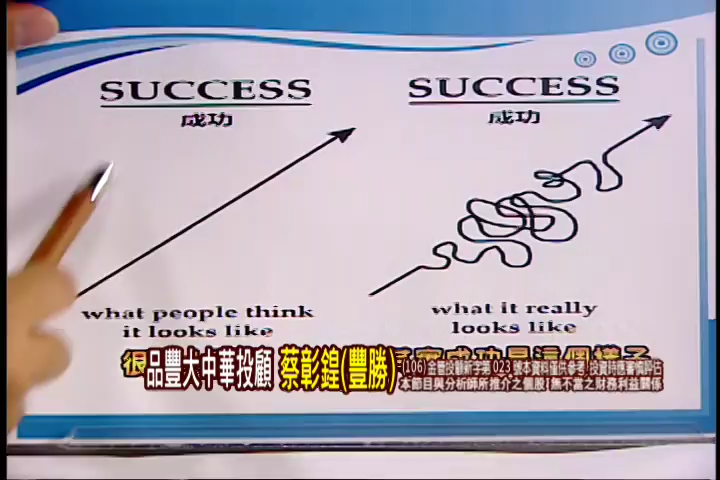 SUCCESS
成功
what people think
it looks like
SUCCESS
成功
what it really
looks like
很
品豐大中華投顧 蔡彰鍠(豐勝)
(106)金管投顧新字第023號本資料僅供參考,投資時應審慎評估
本節目與分析師所推介之個股「無不當之財務利益關係